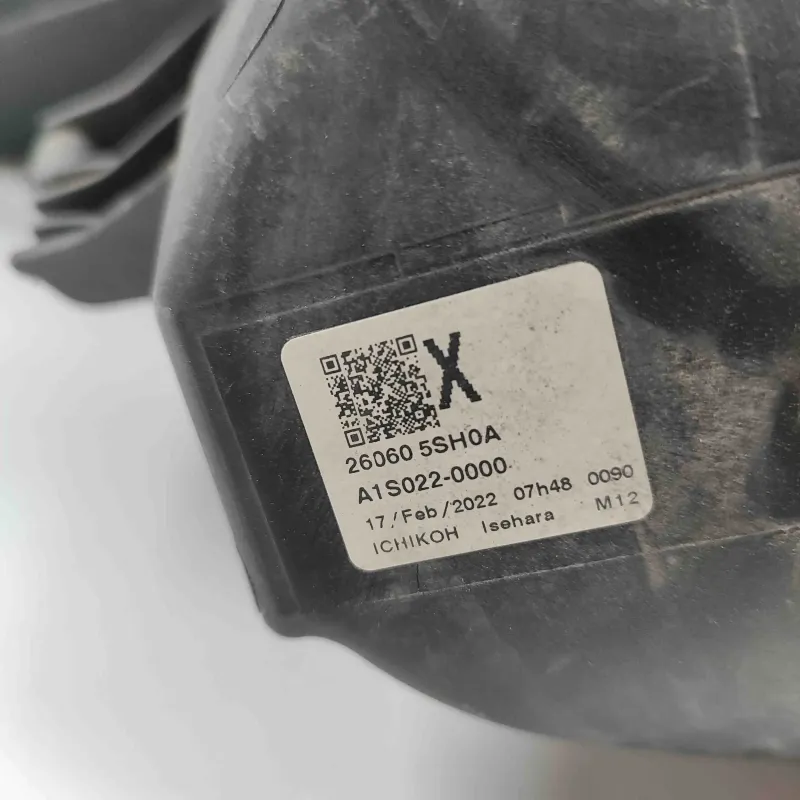 X
26060 5SH0A
A1S022-0000
17/Feb/2022 07h48 0090
ICHIKOH Isehara M12